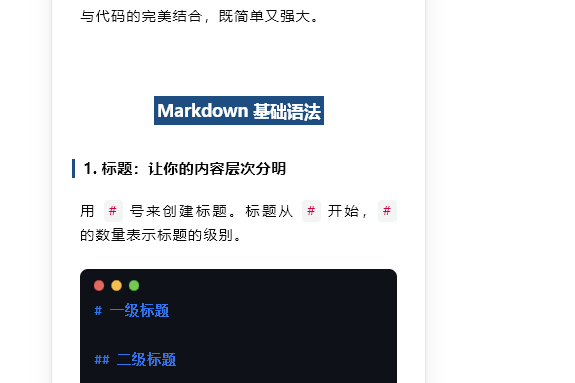 与代码的完美结合，既简单又强大。
Markdown 基础语法
1. 标题：让你的内容层次分明
用 # 号来创建标题。标题从 # 开始，#
的数量表示标题的级别。
# 一级标题
## 二级标题